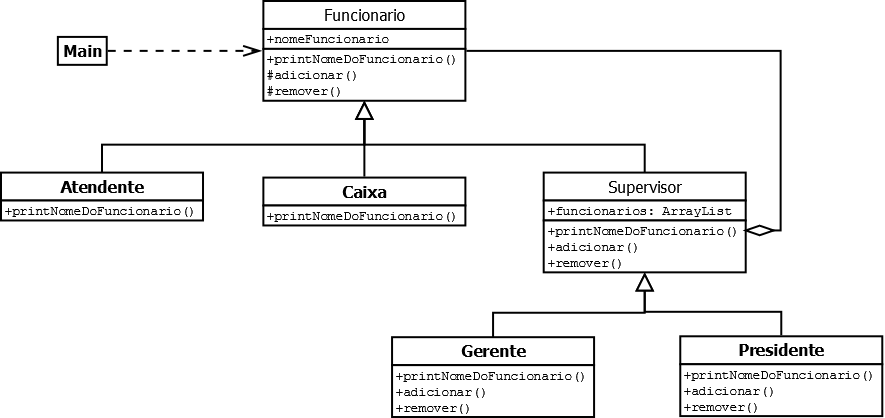 Funcionario
+nomeFuncionario
+printNomeDoFuncionario()
#adicionar()
#remover()
Main
Atendente
+printNomeDoFuncionario()
Caixa
+printNomeDoFuncionario()
Supervisor
+funcionarios: ArrayList
+printNomeDoFuncionario()
+adicionar()
+remover()
Gerente
+printNomeDoFuncionario()
+adicionar()
+remover()
Presidente
+printNomeDoFuncionario()
+adicionar()
+remover()